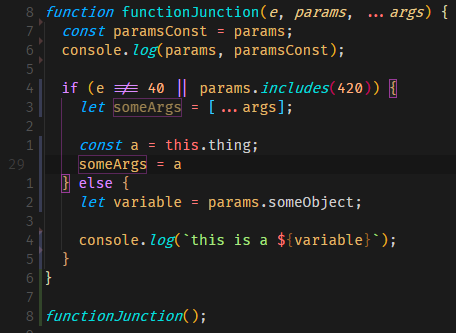 8 function functionJunction(e, params, ...args) {
7 const paramsConst = params;
6 console.log(params, paramsConst);
5
4 if (e !== 40 || params.includes(420)) {
3 let someArgs = [...args];
1 const a = this.thing;
29 someArgs = a
1 } else {
2 let variable = params.someObject;
4 console.log(`this is a ${variable}`);
5 }
6 }
7
8 functionJunction();